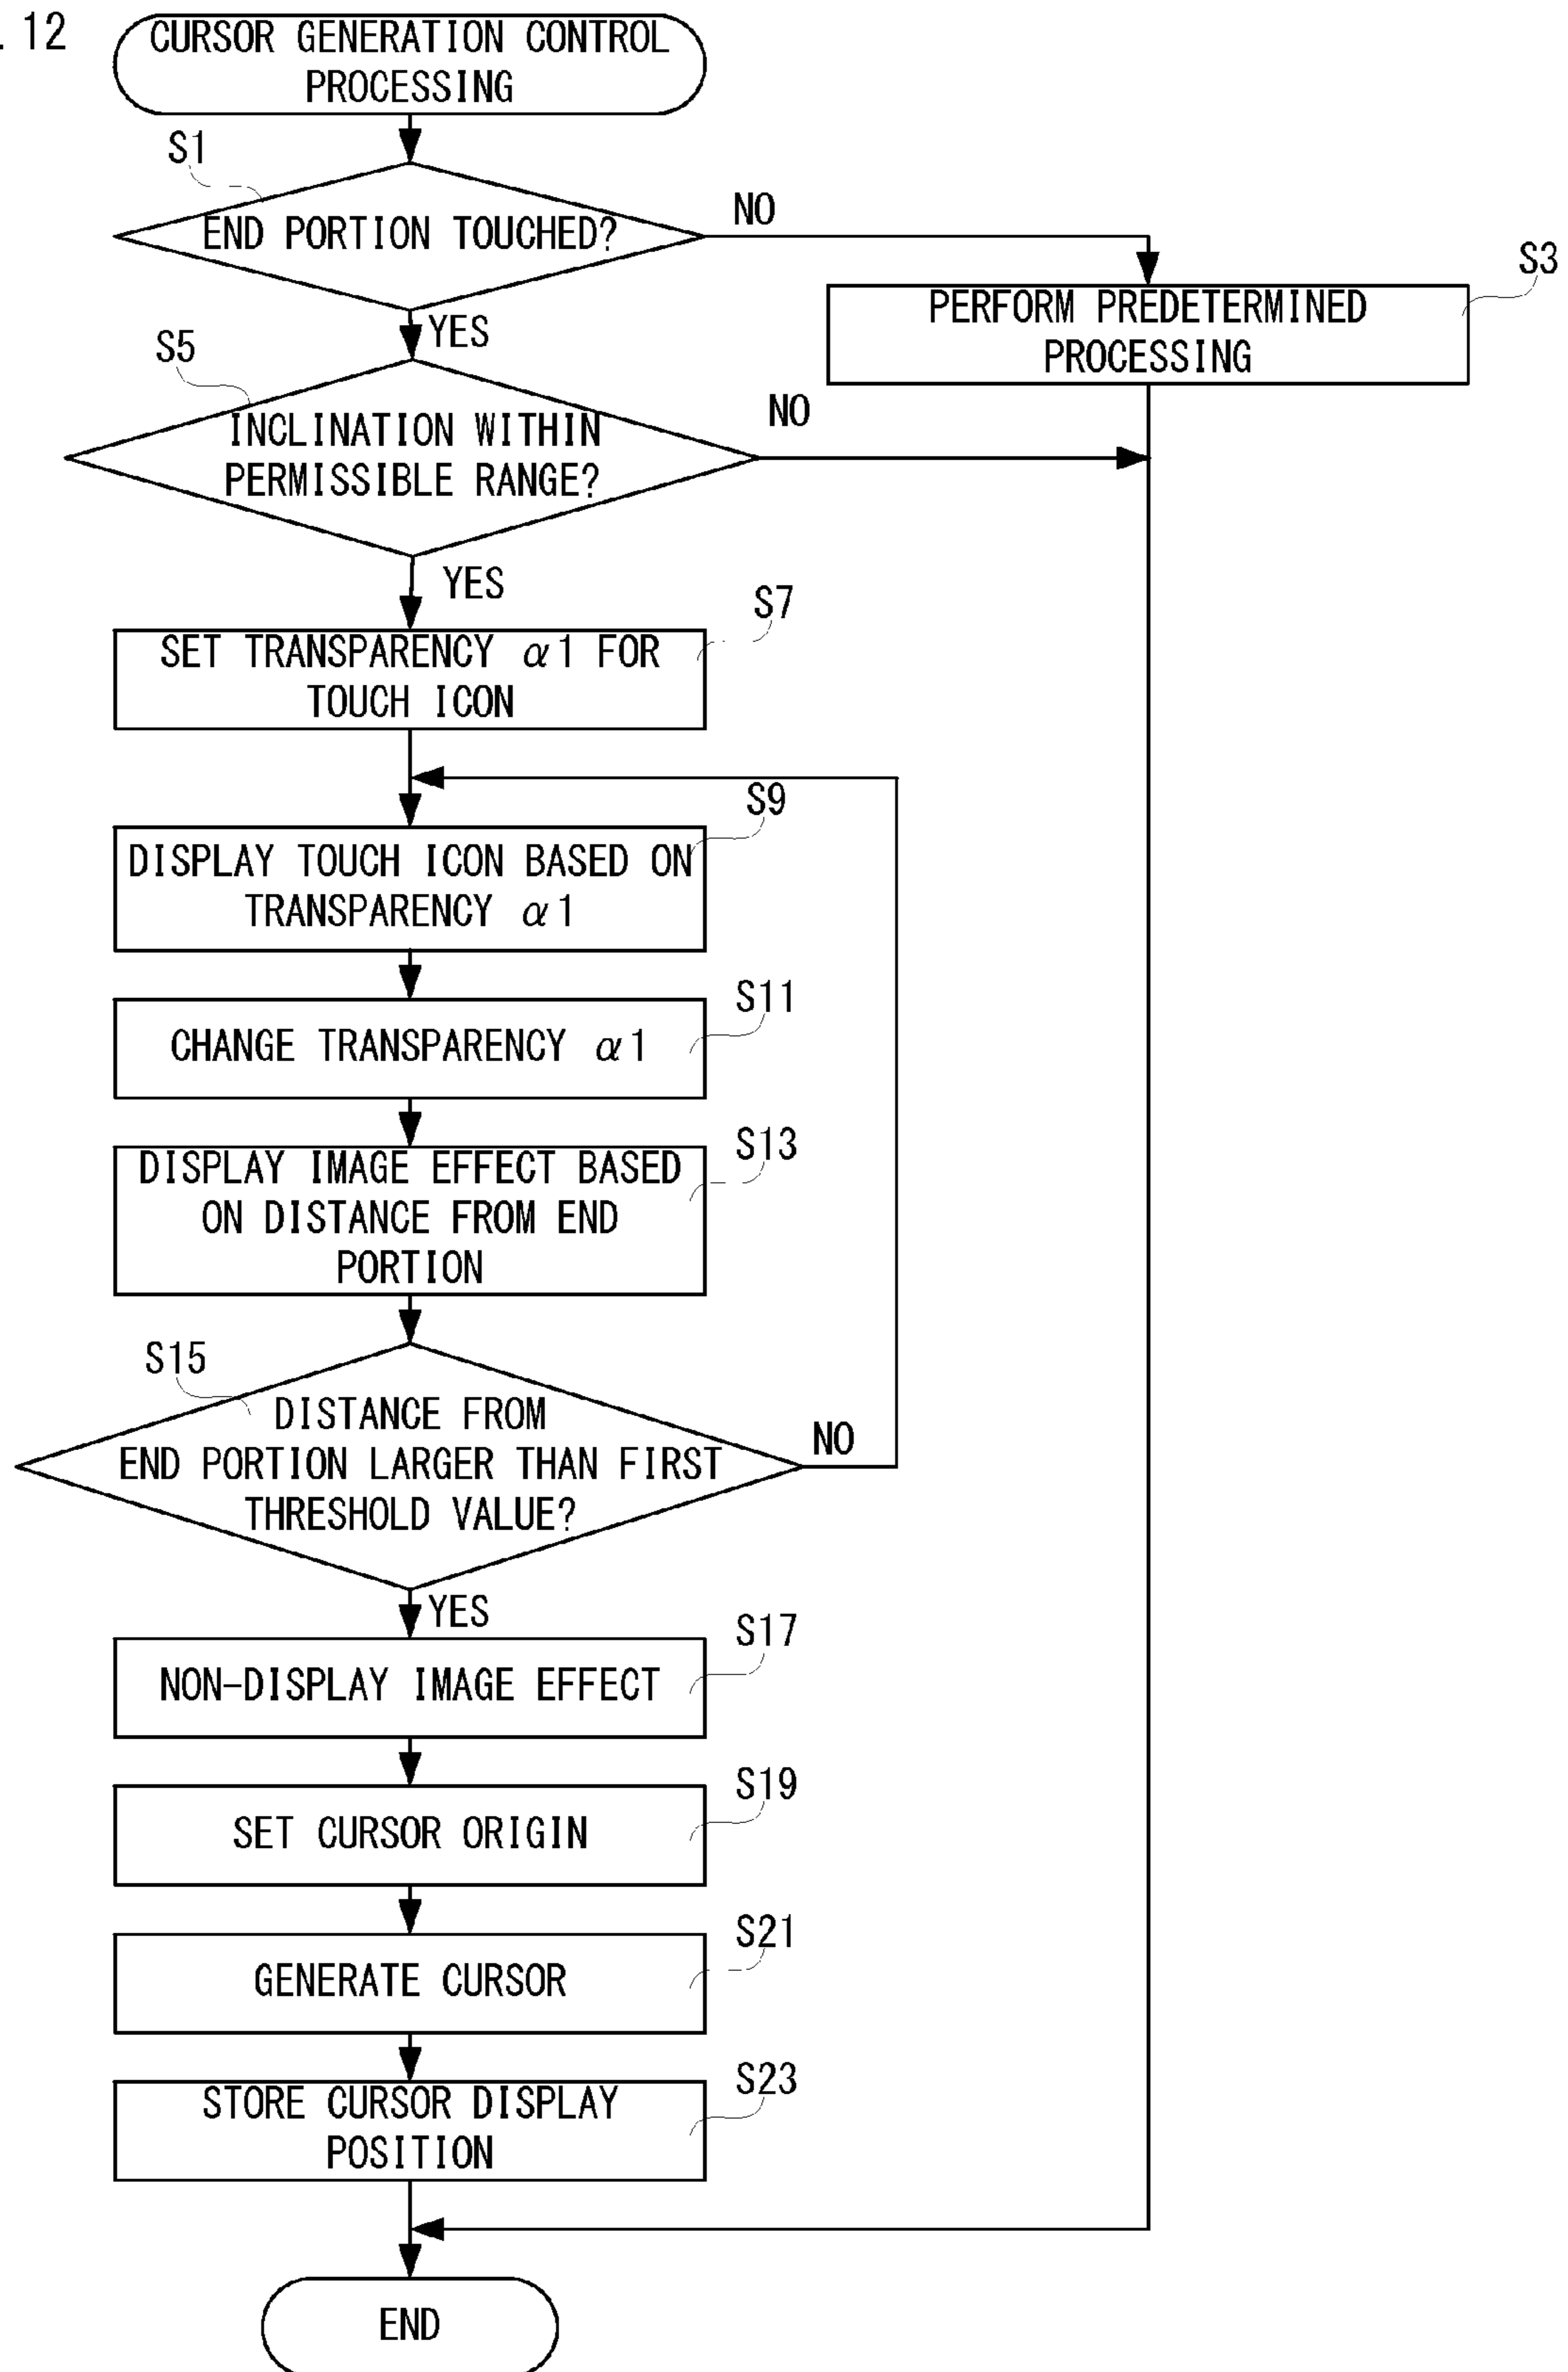 . 12
CURSOR GENERATION CONTROL
PROCESSING
S1
END PORTION TOUCHED?
NO
S3
PERFORM PREDETERMINED
PROCESSING
YES
S5
INCLINATION WITHIN
PERMISSIBLE RANGE?
NO
YES
S7
SET TRANSPARENCY α1 FOR
TOUCH ICON
S9
DISPLAY TOUCH ICON BASED ON
TRANSPARENCY α1
S11
CHANGE TRANSPARENCY α1
S13
DISPLAY IMAGE EFFECT BASED
ON DISTANCE FROM END
PORTION
S15
DISTANCE FROM
END PORTION LARGER THAN FIRST
THRESHOLD VALUE?
NO
YES
S17
NON-DISPLAY IMAGE EFFECT
S19
SET CURSOR ORIGIN
S21
GENERATE CURSOR
S23
STORE CURSOR DISPLAY
POSITION
END